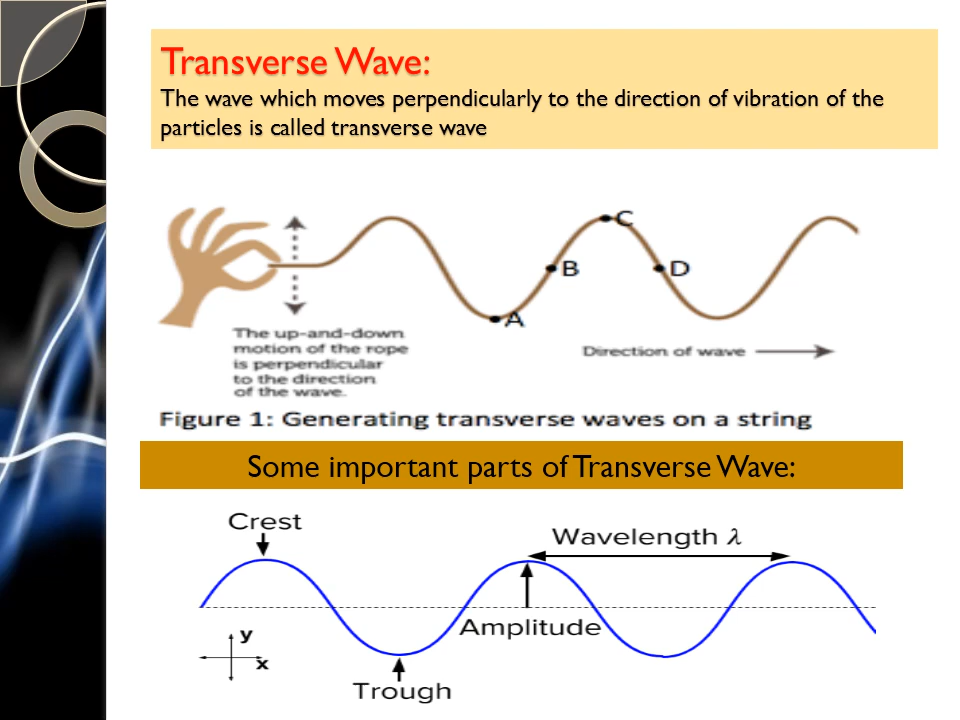 Transverse Wave:
The wave which moves perpendicularly to the direction of vibration of the
particles is called transverse wave
C
B
D
A
The up-and-down
motion of the rope
is perpendicular
to the direction
of the wave.
Direction of wave
Figure 1: Generating transverse waves on a string
Some important parts of Transverse Wave:
Crest
Wavelength λ
Amplitude
y
x
Trough